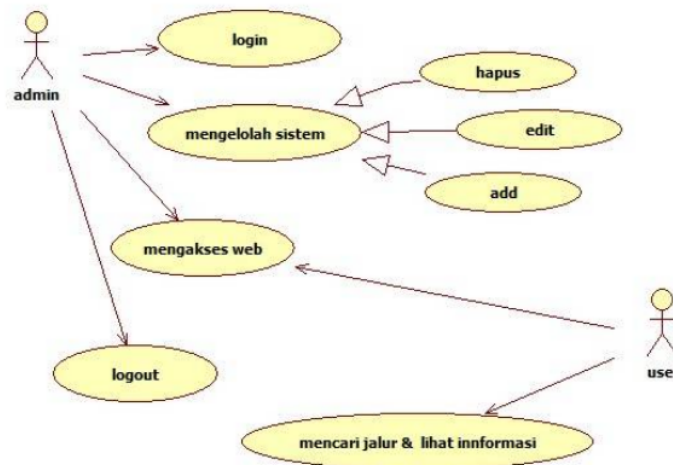 login
hapus
admin
mengelolah sistem
edit
add
mengakses web
logout
use
mencari jalur & lihat innformasi